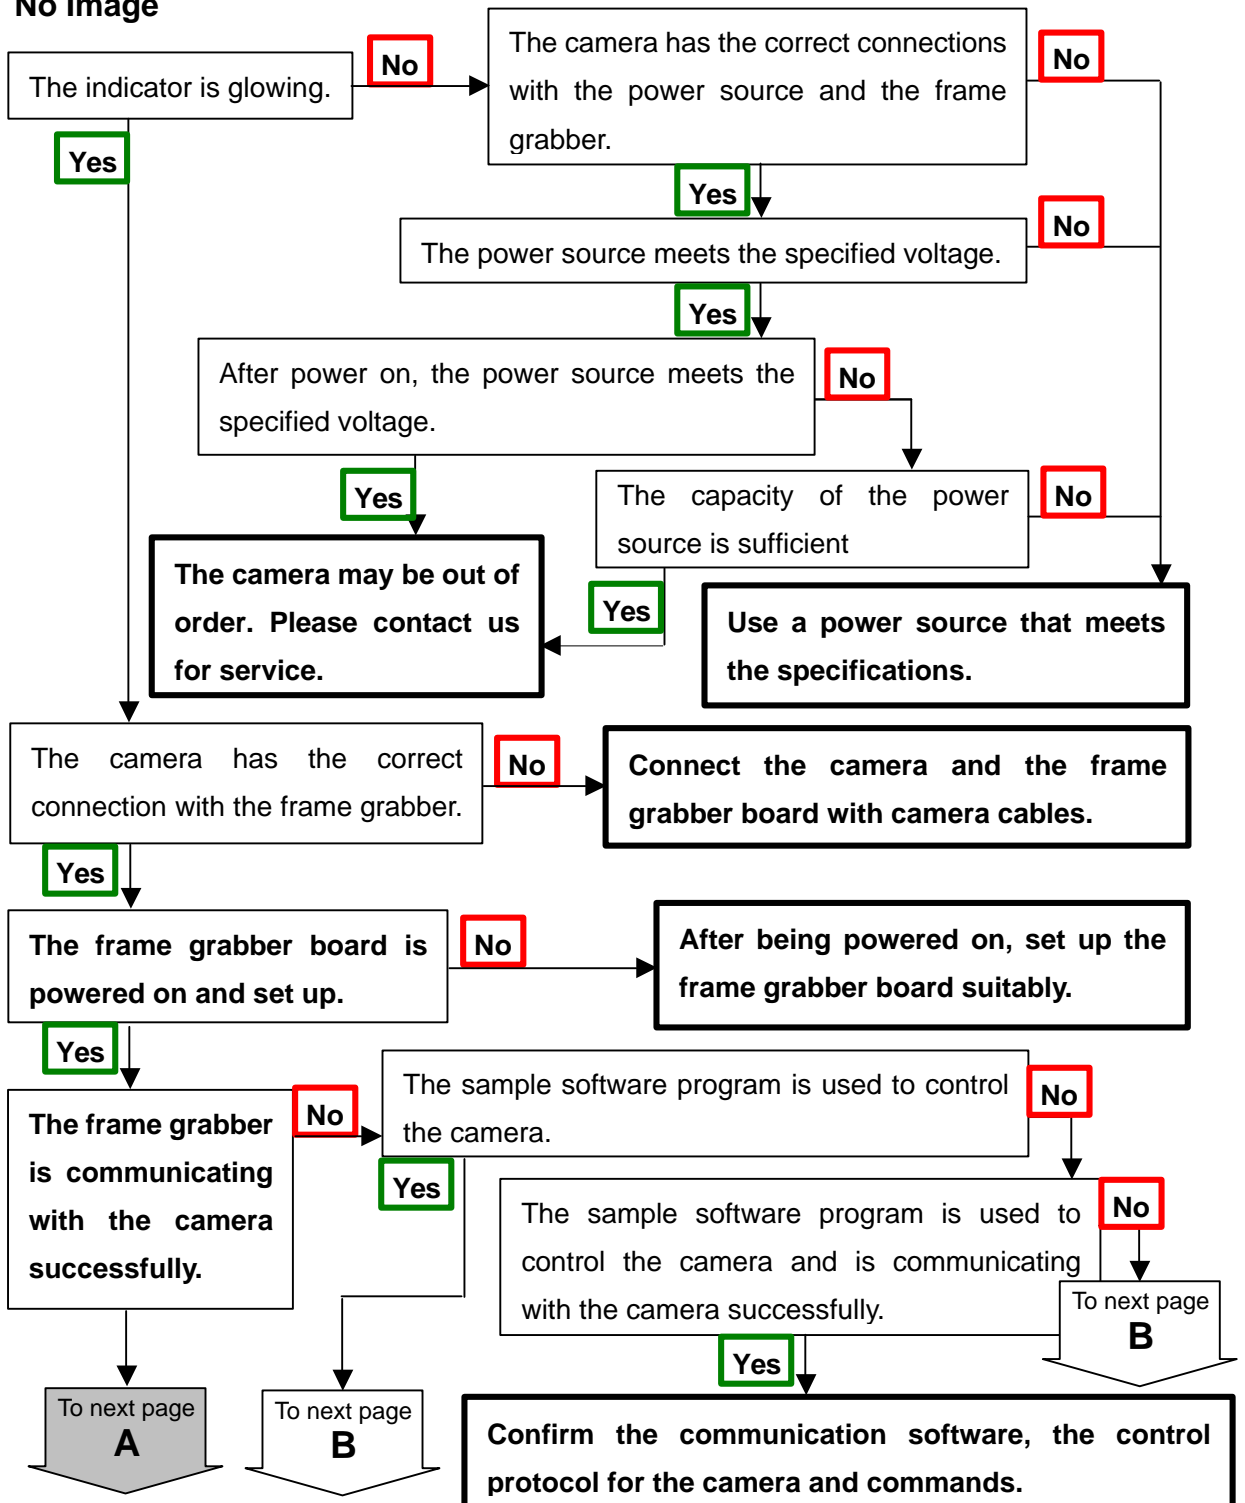 No Image
The indicator is glowing.
No
The camera has the correct connections
with the power source and the frame
grabber.
No
Yes
Yes
The power source meets the specified voltage.
No
Yes
After power on, the power source meets the
specified voltage.
No
Yes
The capacity of the power
source is sufficient
No
The camera may be out of
order. Please contact us
for service.
Yes
Use a power source that meets
the specifications.
The camera has the correct
connection with the frame grabber.
No
Connect the camera and the frame
grabber board with camera cables.
Yes
The frame grabber board is
powered on and set up.
No
After being powered on, set up the
frame grabber board suitably.
Yes
The frame grabber
is communicating
with the camera
successfully.
No
The sample software program is used to control
the camera.
No
Yes
The sample software program is used to
control the camera and is communicating
with the camera successfully.
No
To next page
B
Yes
To next page
A
To next page
B
Confirm the communication software, the control
protocol for the camera and commands.